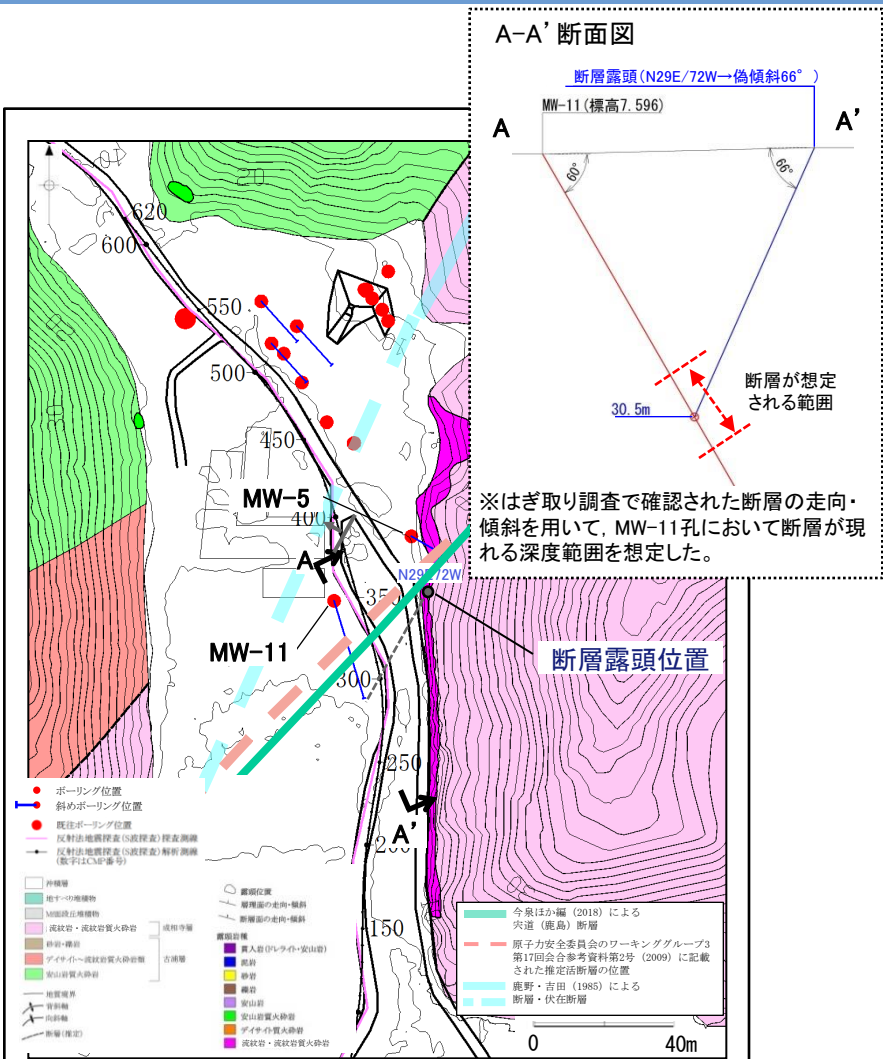 A-A’断面図
断層露頭(N29E/72W→偽傾斜66°)
MW-11(標高7.596)
A
A’
60°
66°
断層が想定
される範囲
30.5m
※はぎ取り調査で確認された断層の走向・
傾斜を用いて，MW-11孔において断層が現
れる深度範囲を想定した。
20
620
600
550
500
450
MW-5
400
A
N29E/72W
350
MW-11
断層露頭位置
300
250
A’
200
150
ボーリング位置
斜めボーリング位置
既往ボーリング位置
反射法地震探査(S波探査)探査測線
反射法地震探査(S波探査)解析測線
(数字はCMP番号)
沖積層
地すべり堆積物
M面段丘堆積物
流紋岩・流紋岩質火砕岩
成相寺層
砂岩・礫岩
デイサイト～流紋岩質火砕岩類
古浦層
安山岩質火砕岩
地質境界
背斜軸
向斜軸
断層(推定)
露頭位置
層理面の走向・傾斜
断層面の走向・傾斜
露頭岩種
貫入岩(ドレライト・安山岩)
泥岩
砂岩
礫岩
安山岩
安山岩質火砕岩
デイサイト質火砕岩
流紋岩・流紋岩質火砕岩
今泉ほか編（2018）による
宍道（鹿島）断層
原子力安全委員会のワーキンググループ3
第17回会合参考資料第2号（2009）に記載
された推定活断層の位置
鹿野・吉田（1985）による
断層・伏在断層
0
40m